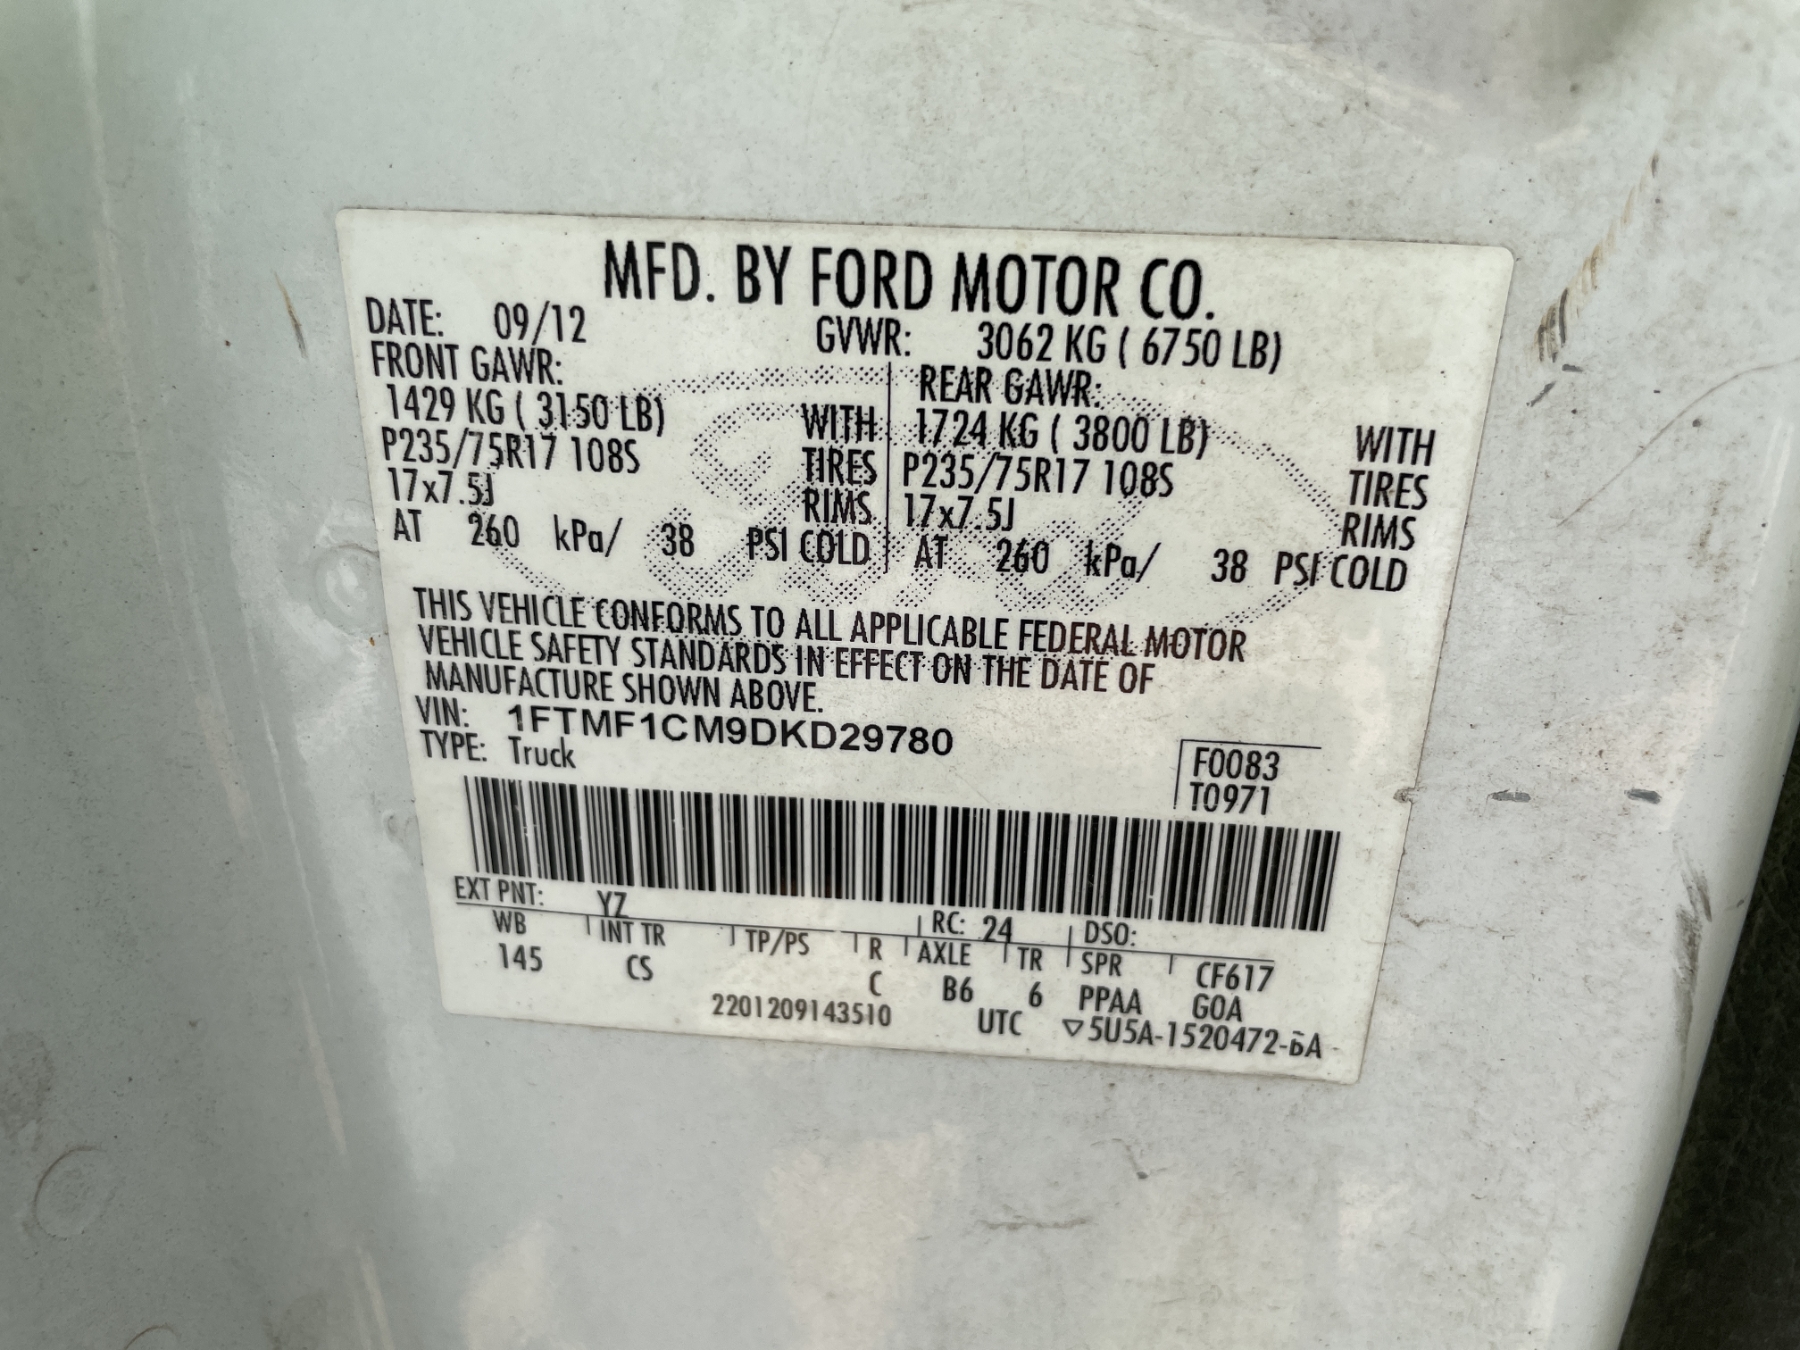 MFD. BY FORD MOTOR CO.
DATE: 09/12 GVWR: 3062 KG ( 6750 LB)
FRONT GAWR: REAR GAWR:
1429 KG ( 3150 LB) WITH 1724 KG ( 3800 LB) WITH
P235/75R17 108S TIRES P235/75R17 108S TIRES
17x7.5J RIMS 17x7.5J RIMS
AT 260 kPa/ 38 PSI COLD AT 260 kPa/ 38 PSI COLD
THIS VEHICLE CONFORMS TO ALL APPLICABLE FEDERAL MOTOR
VEHICLE SAFETY STANDARDS IN EFFECT ON THE DATE OF
MANUFACTURE SHOWN ABOVE.
VIN: 1FTMF1CM9DKD29780
TYPE: Truck
F0083
T0971
EXT PNT: YZ RC: 24 DSO:
WB INT TR TP/PS R AXLE TR SPR CF617
145 CS C B6 6 PPAA GOA
2201209143510 UTC ▽5U5A-1520472-